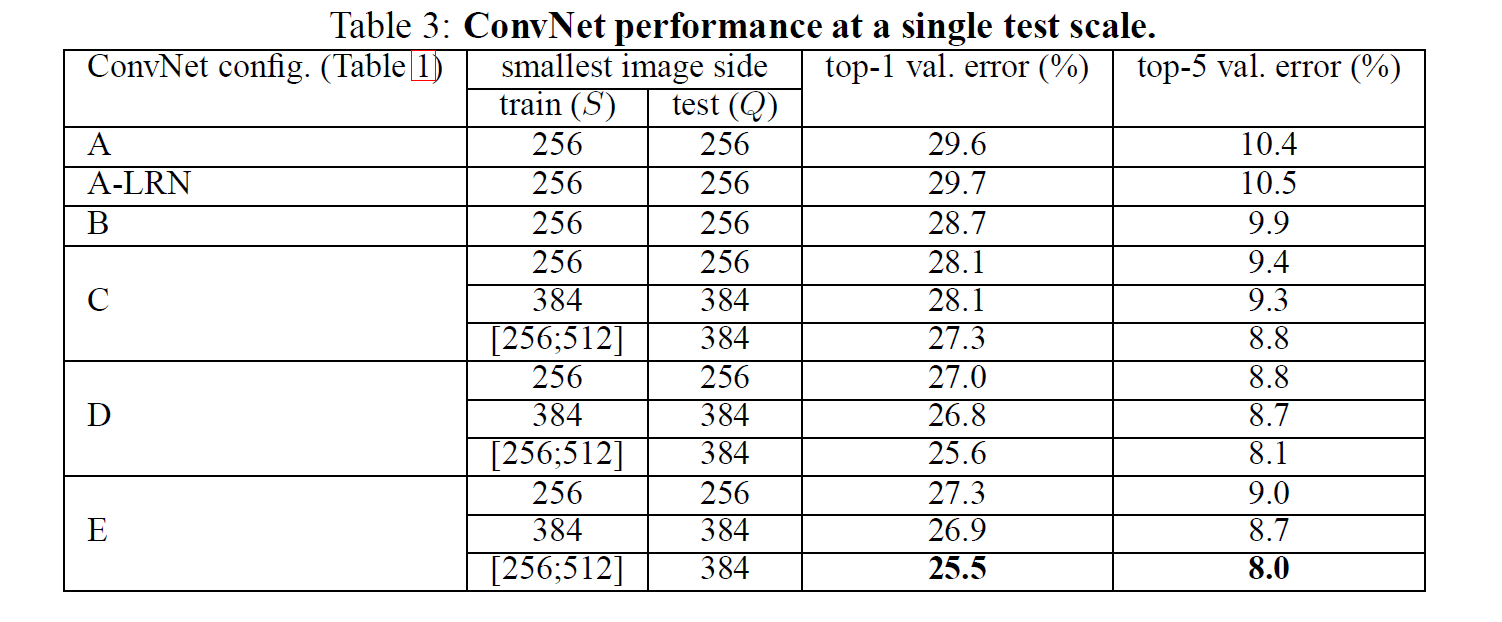 Table 3: ConvNet performance at a single test scale.
ConvNet config. (Table 1) smallest image side top-1 val. error (%) top-5 val. error (%)
train (S) test (Q)
A 256 256 29.6 10.4
A-LRN 256 256 29.7 10.5
B 256 256 28.7 9.9
C
256 256 28.1 9.4
384 384 28.1 9.3
[256;512] 384 27.3 8.8
D
256 256 27.0 8.8
384 384 26.8 8.7
[256;512] 384 25.6 8.1
E
256 256 27.3 9.0
384 384 26.9 8.7
[256;512] 384 25.5 8.0